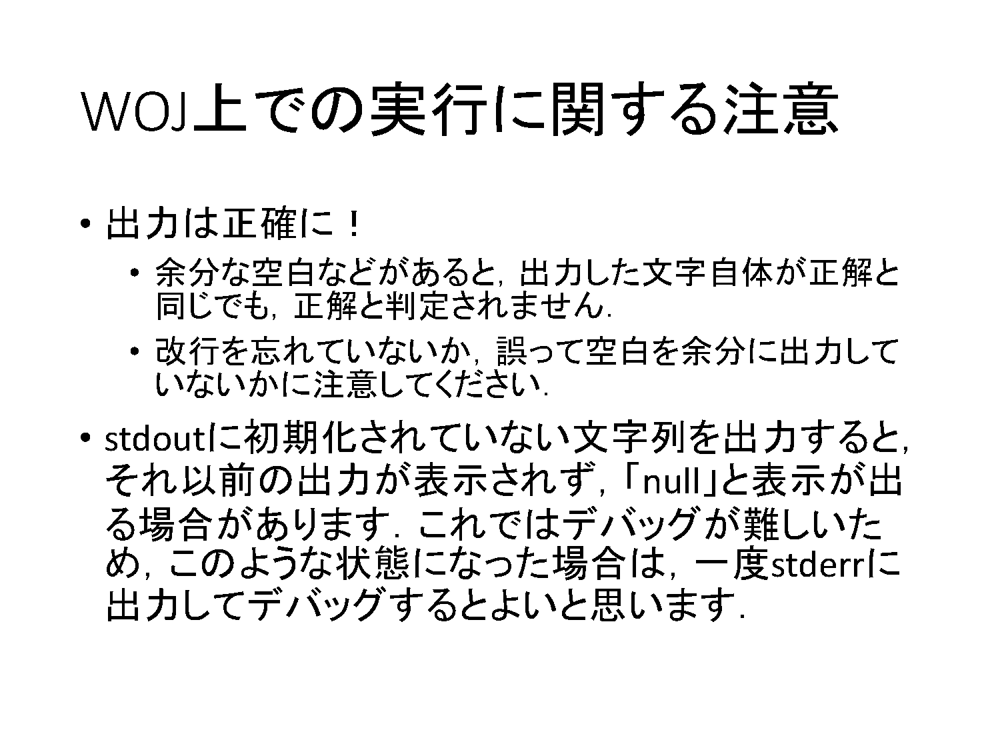 WOJ上での実行に関する注意
• 出力は正確に！
• 余分な空白などがあると，出力した文字自体が正解と
同じでも，正解と判定されません．
• 改行を忘れていないか，誤って空白を余分に出力して
いないかに注意してください．
• stdoutに初期化されていない文字列を出力すると，
それ以前の出力が表示されず，「null」と表示が出
る場合があります．これではデバッグが難しいた
め，このような状態になった場合は，一度stderrに
出力してデバッグするとよいと思います．